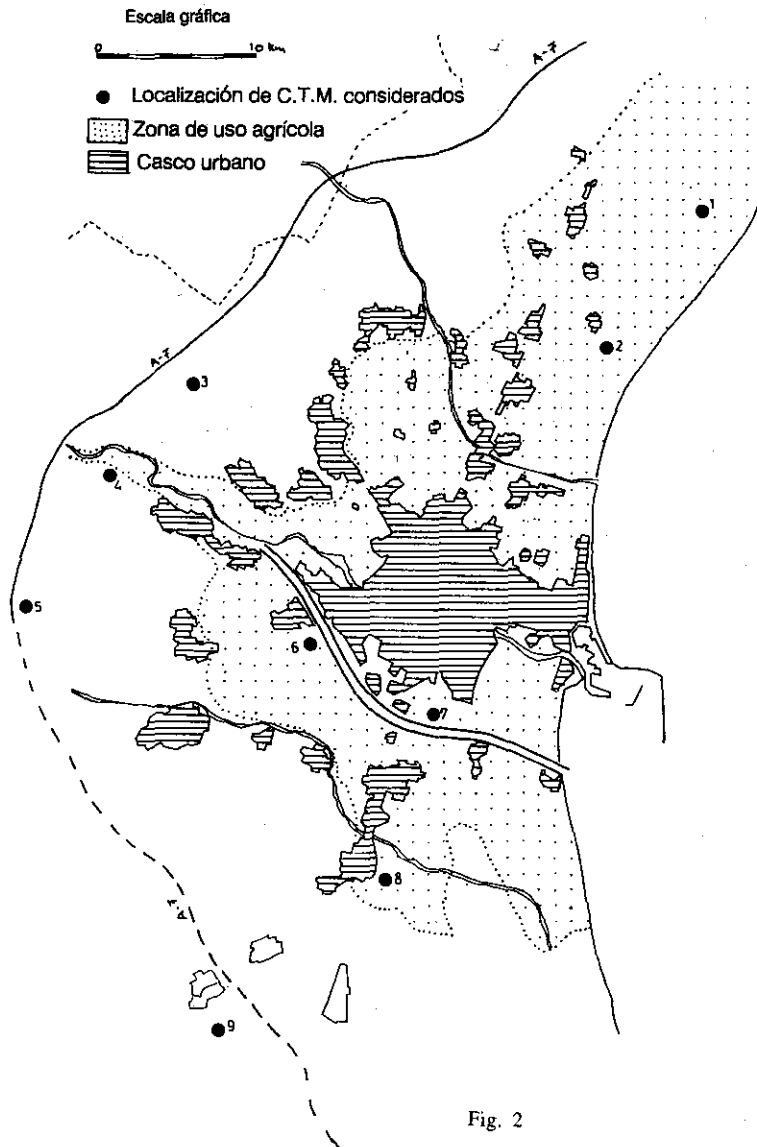 Escala gráfica
0 10 km
Localización de C.T.M. considerados
Zona de uso agrícola
Casco urbano
A-7
1
2
A-7
3
4
5
6
7
8
A-7
9
Fig. 2